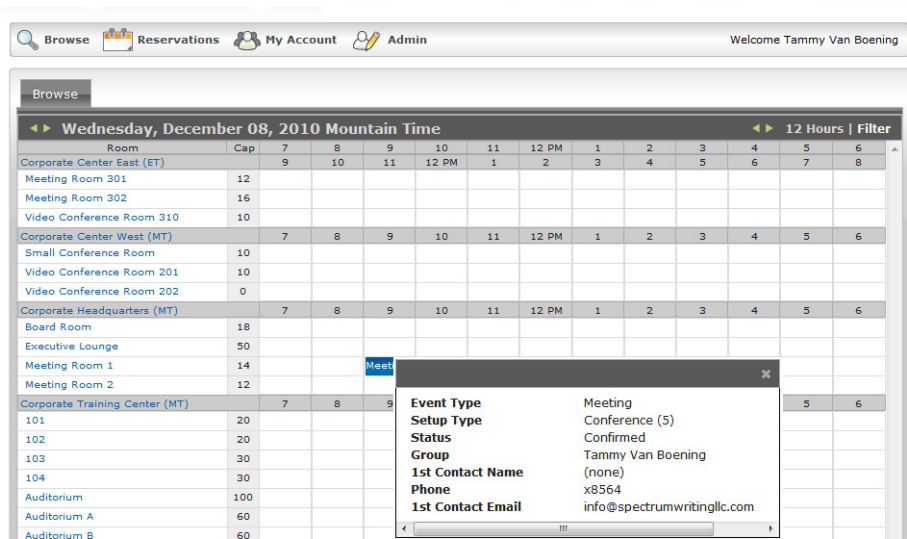 Browse Reservations My Account Admin Welcome Tammy Van Boening
Browse
Wednesday, December 08, 2010 Mountain Time 12 Hours | Filter
Room Cap 7 8 9 10 11 12 PM 1 2 3 4 5 6
Corporate Center East (ET) 9 10 11 12 PM 1 2 3 4 5 6 7 8
Meeting Room 301 12
Meeting Room 302 16
Video Conference Room 310 10
Corporate Center West (MT) 7 8 9 10 11 12 PM 1 2 3 4 5 6
Small Conference Room 10
Video Conference Room 201 10
Video Conference Room 202 0
Corporate Headquarters (MT) 7 8 9 10 11 12 PM 1 2 3 4 5 6
Board Room 18
Executive Lounge 50
Meeting Room 1 14 Meeti
Meeting Room 2 12
Corporate Training Center (MT) 7 8 9 5 6
101 20
102 20
103 30
104 30
Auditorium 100
Auditorium A 60
Auditorium B 60
Event Type Meeting
Setup Type Conference (5)
Status Confirmed
Group Tammy Van Boening
1st Contact Name (none)
Phone x8564
1st Contact Email info@spectrumwritingllc.com